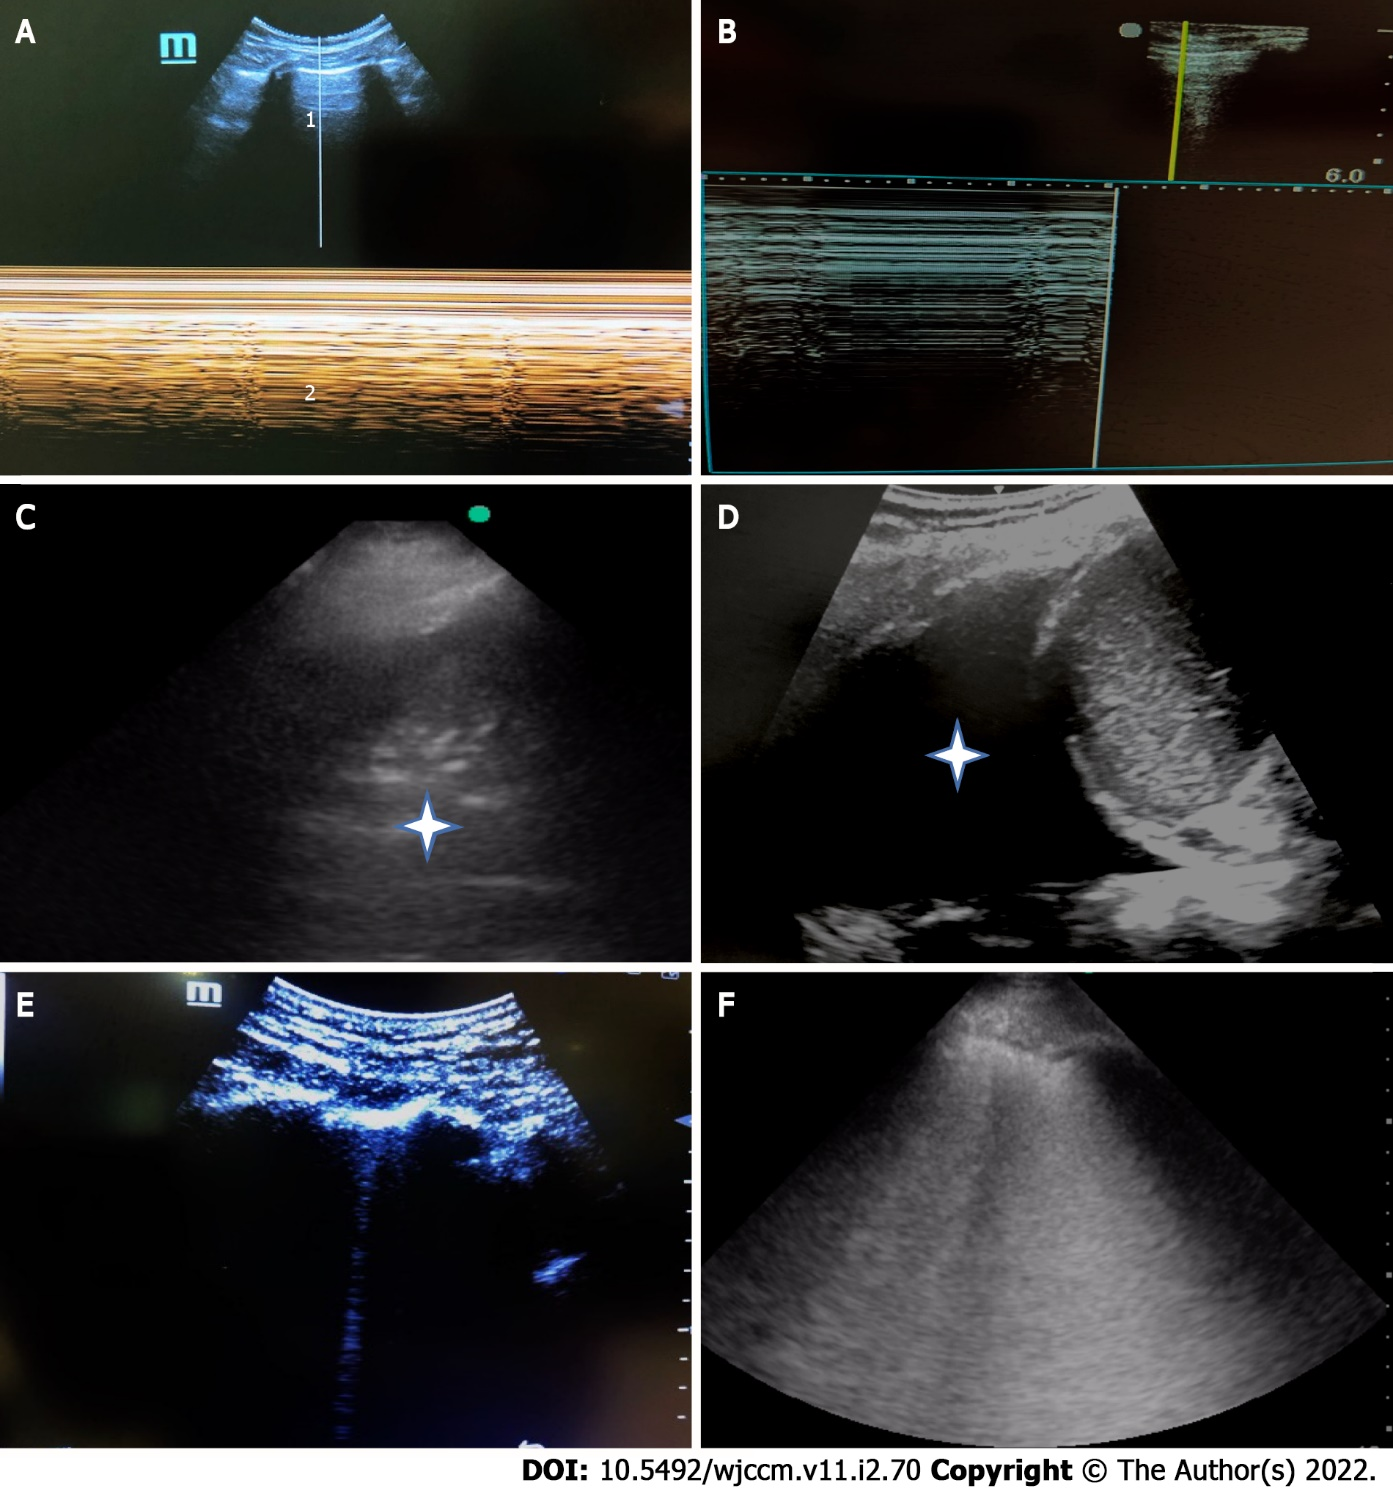 A
m
1
2
B
6.0
C
D
E
m
F
DOI: 10.5492/wjccm.v11.i2.70 Copyright © The Author(s) 2022.